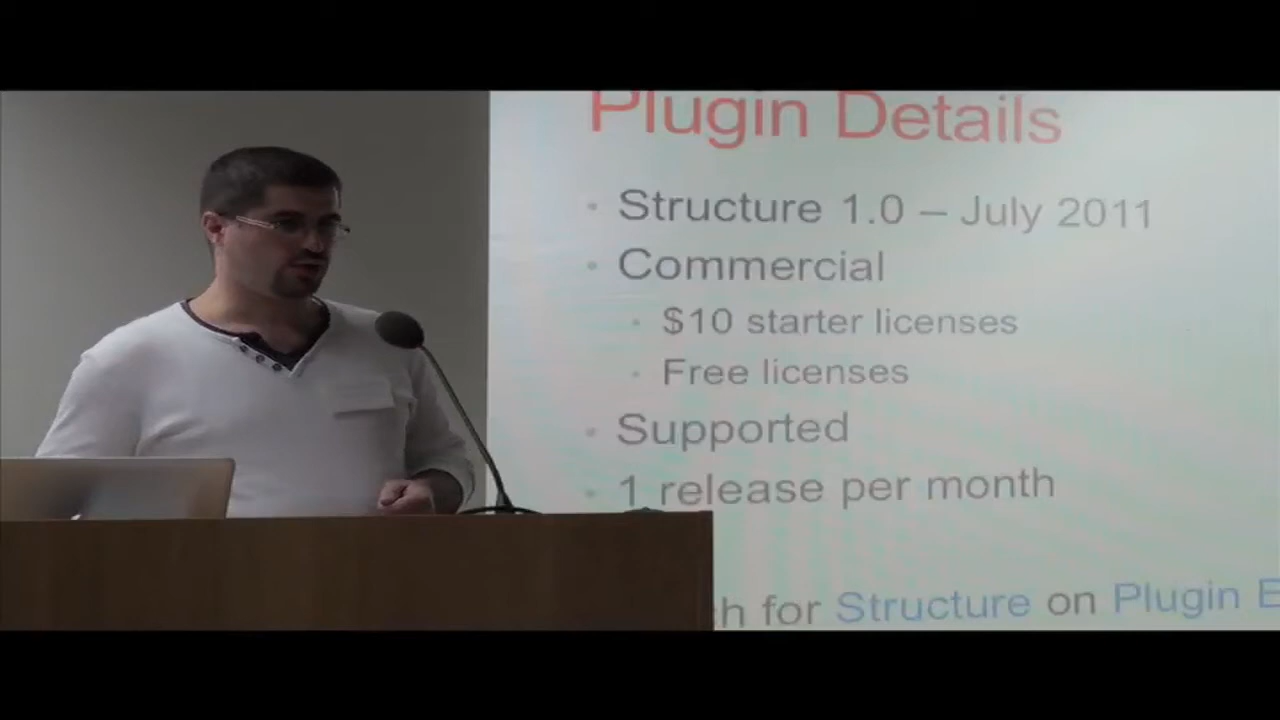 Plugin Details
• Structure 1.0 – July 2011
• Commercial
• $10 starter licenses
• Free licenses
• Supported
• 1 release per month
for Structure on Plugin